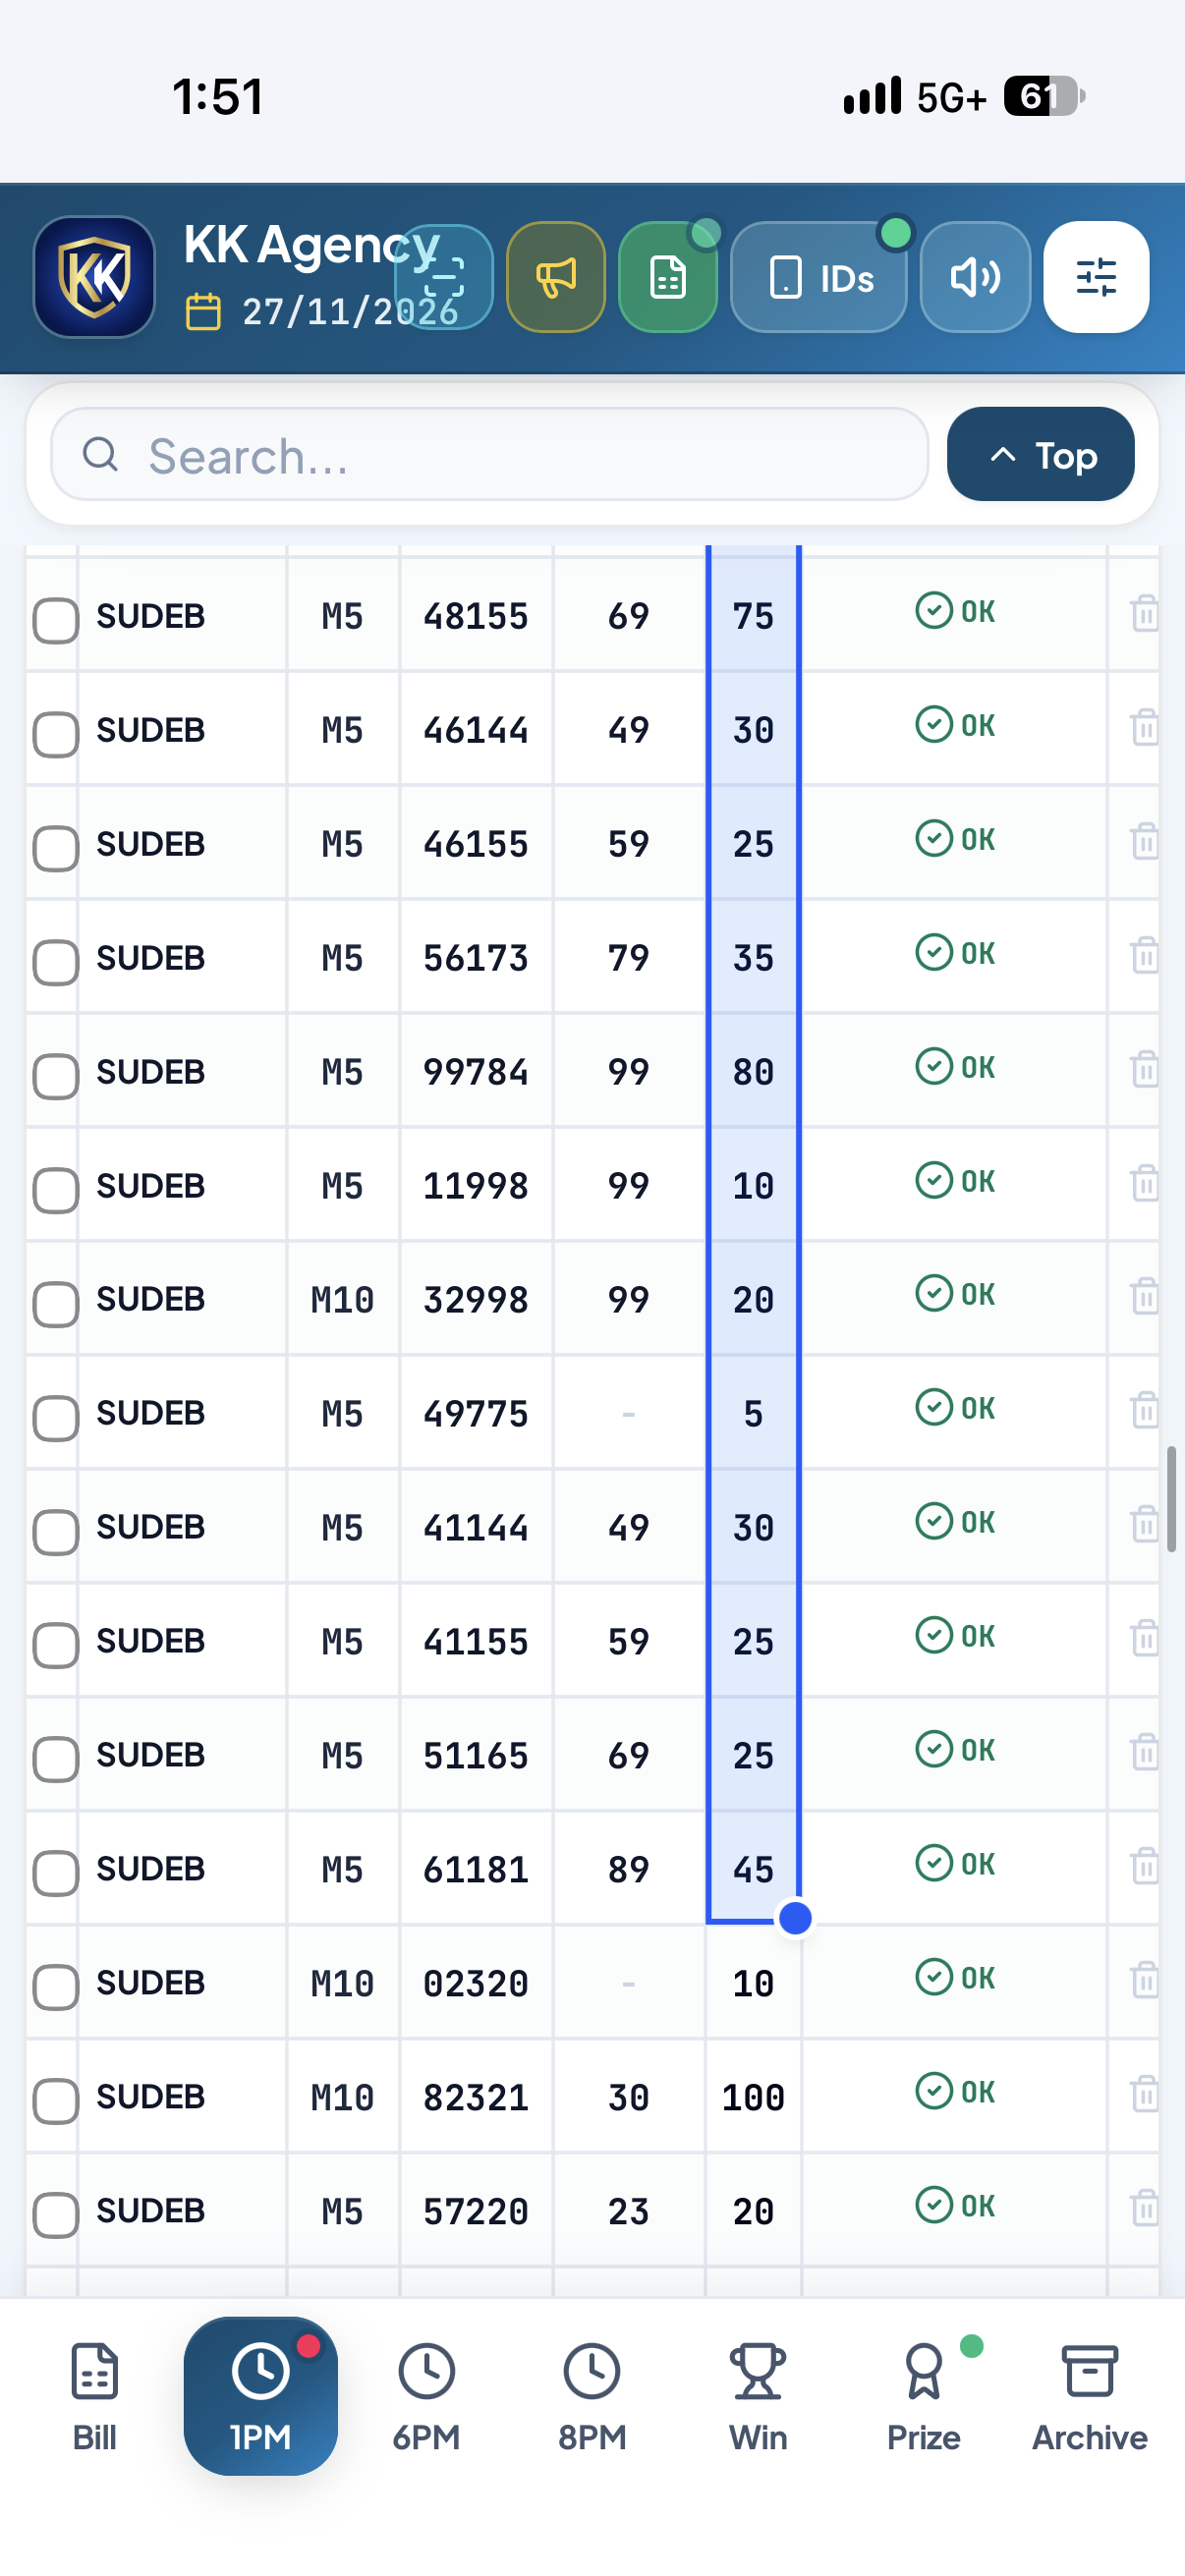 1:51 5G+ 61
KK Agency
27/11/2026
IDs
Search...
Top
SUDEB M5 48155 69 75 OK
SUDEB M5 46144 49 30 OK
SUDEB M5 46155 59 25 OK
SUDEB M5 56173 79 35 OK
SUDEB M5 99784 99 80 OK
SUDEB M5 11998 99 10 OK
SUDEB M10 32998 99 20 OK
SUDEB M5 49775 - 5 OK
SUDEB M5 41144 49 30 OK
SUDEB M5 41155 59 25 OK
SUDEB M5 51165 69 25 OK
SUDEB M5 61181 89 45 OK
SUDEB M10 02320 - 10 OK
SUDEB M10 82321 30 100 OK
SUDEB M5 57220 23 20 OK
Bill 1PM 6PM 8PM Win Prize Archive